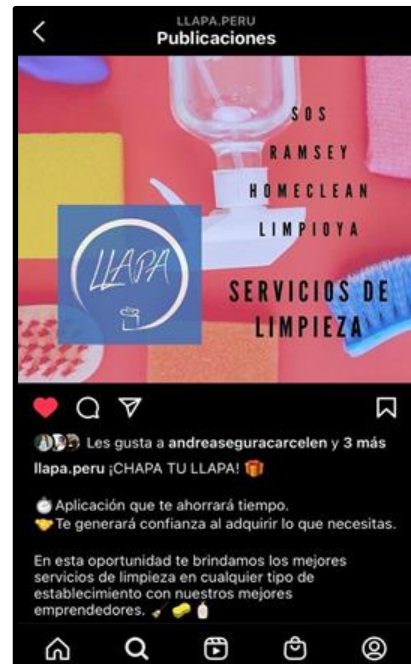 LLAPA.PERU
Publicaciones
SOS
RAMSEY
HOMECLEAN
LIMPIOYA
LLAPA
SERVICIOS DE
LIMPIEZA
Les gusta a andreaseguracarcelen y 3 más
llapa.peru ¡CHAPA TU LLAPA! 🎁
⏱️Aplicación que te ahorrará tiempo.
🤝Te generará confianza al adquirir lo que necesitas.
En esta oportunidad te brindamos los mejores
servicios de limpieza en cualquier tipo de
establecimiento con nuestros mejores
emprendedores. 🧹🧽🧴